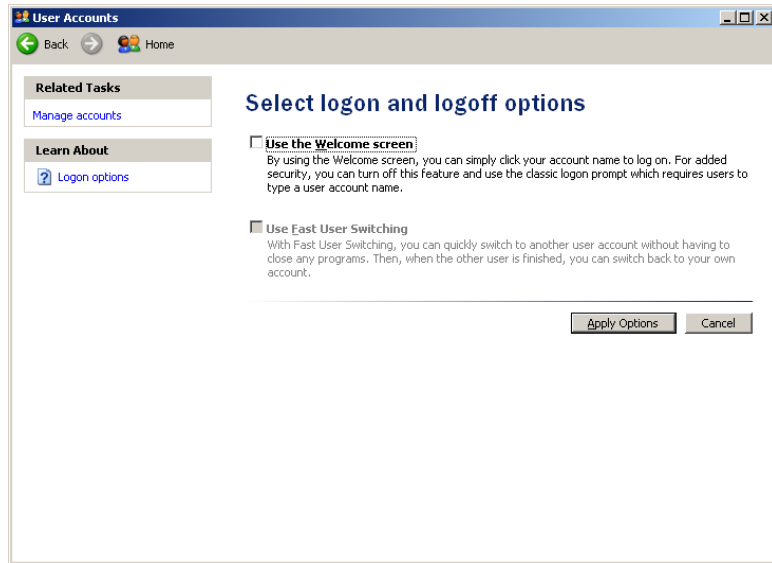 User Accounts
Back Home
Related Tasks
Manage accounts
Learn About
Logon options
Select logon and logoff options
Use the Welcome screen
By using the Welcome screen, you can simply click your account name to log on. For added
security, you can turn off this feature and use the classic logon prompt which requires users to
type a user account name.
Use Fast User Switching
With Fast User Switching, you can quickly switch to another user account without having to
close any programs. Then, when the other user is finished, you can switch back to your own
account.
Apply Options Cancel